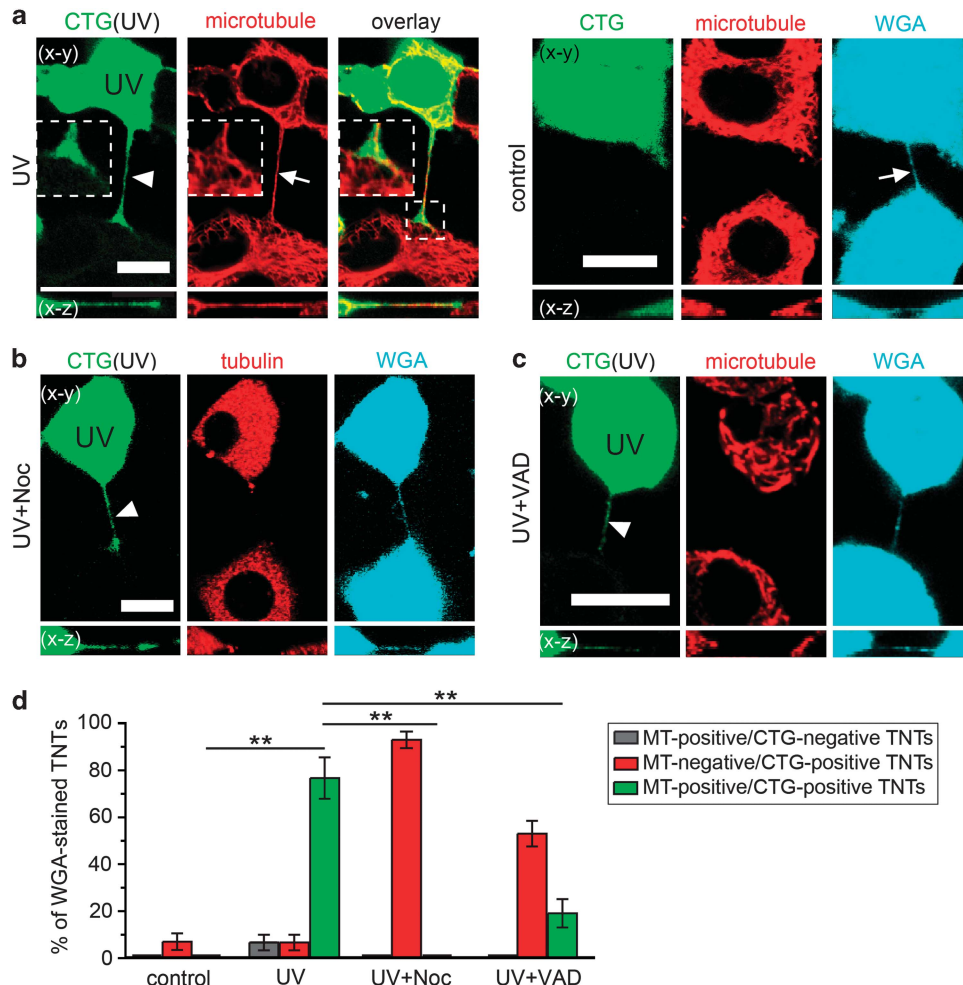 a
CTG(UV) microtubule overlay
UV
(x-y)
UV
(x-z)
CTG microtubule WGA
control
(x-y)
(x-z)
b
CTG(UV) tubulin WGA
UV+Noc
(x-y)
UV
(x-z)
c
CTG(UV) microtubule WGA
UV+VAD
(x-y)
UV
(x-z)
d
% of WGA-stained TNTs
100
80
60
40
20
0
** ** **
control UV UV+Noc UV+VAD
MT-positive/CTG-negative TNTs
MT-negative/CTG-positive TNTs
MT-positive/CTG-positive TNTs